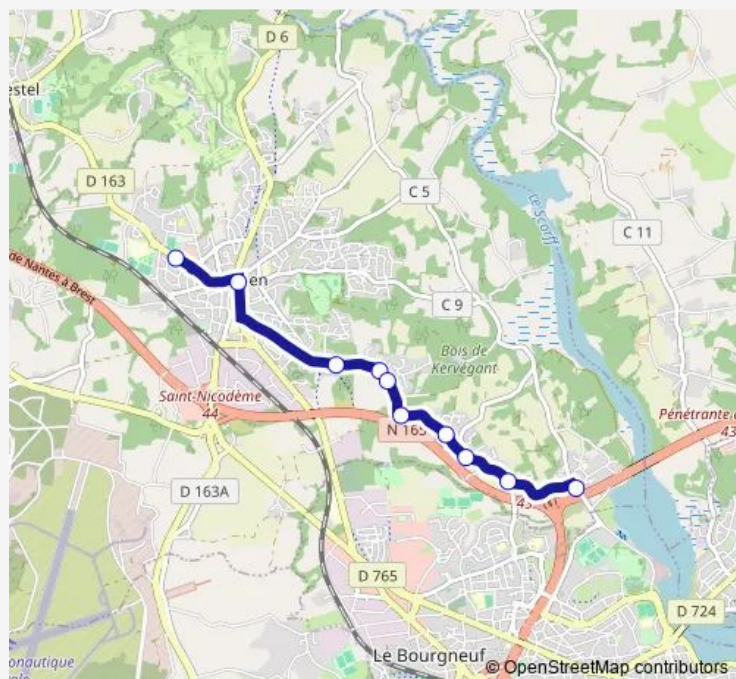 D 6
estel
D 163
C 5
Le Scorff
C 11
de Nantes à Brest
en
C 9
Bois de
Kervégant
Saint-Nicodème
44
N 165
Pénétrante
43
D 163A
D 765
D 724
Le Bourgneuf
onautique
© OpenStreetMap contributors